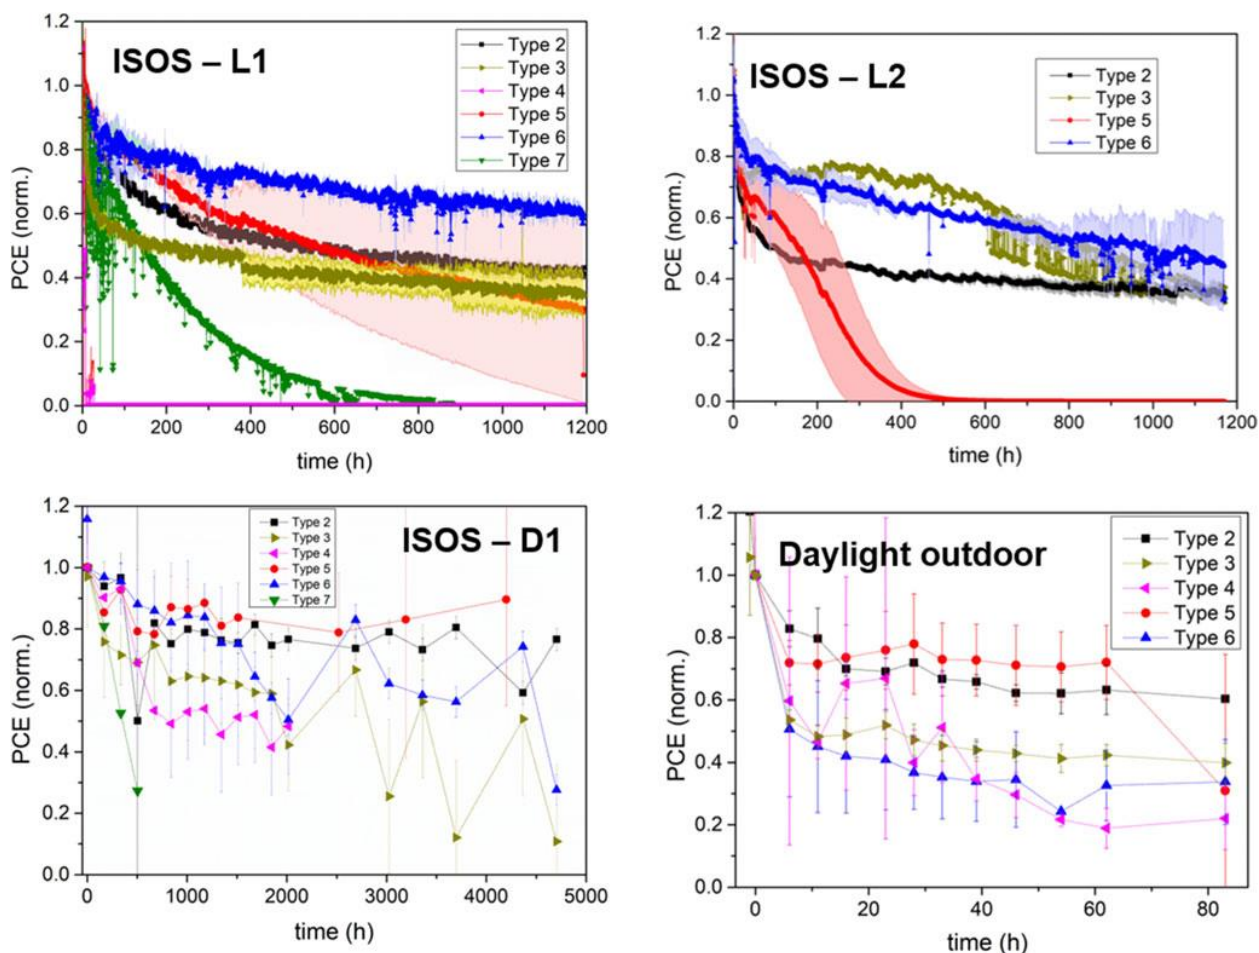 ISOS – L1
Type 2
Type 3
Type 4
Type 5
Type 6
Type 7
PCE (norm.)
1.2
1.0
0.8
0.6
0.4
0.2
0.0
0 200 400 600 800 1000 1200
time (h)
ISOS – L2
Type 2
Type 3
Type 5
Type 6
PCE (norm.)
1.2
1.0
0.8
0.6
0.4
0.2
0.0
0 200 400 600 800 1000 1200
time (h)
ISOS – D1
Type 2
Type 3
Type 4
Type 5
Type 6
Type 7
PCE (norm.)
1.2
1.0
0.8
0.6
0.4
0.2
0.0
0 1000 2000 3000 4000 5000
time (h)
Daylight outdoor
Type 2
Type 3
Type 4
Type 5
Type 6
PCE (norm.)
1.2
1.0
0.8
0.6
0.4
0.2
0.0
0 20 40 60 80
time (h)